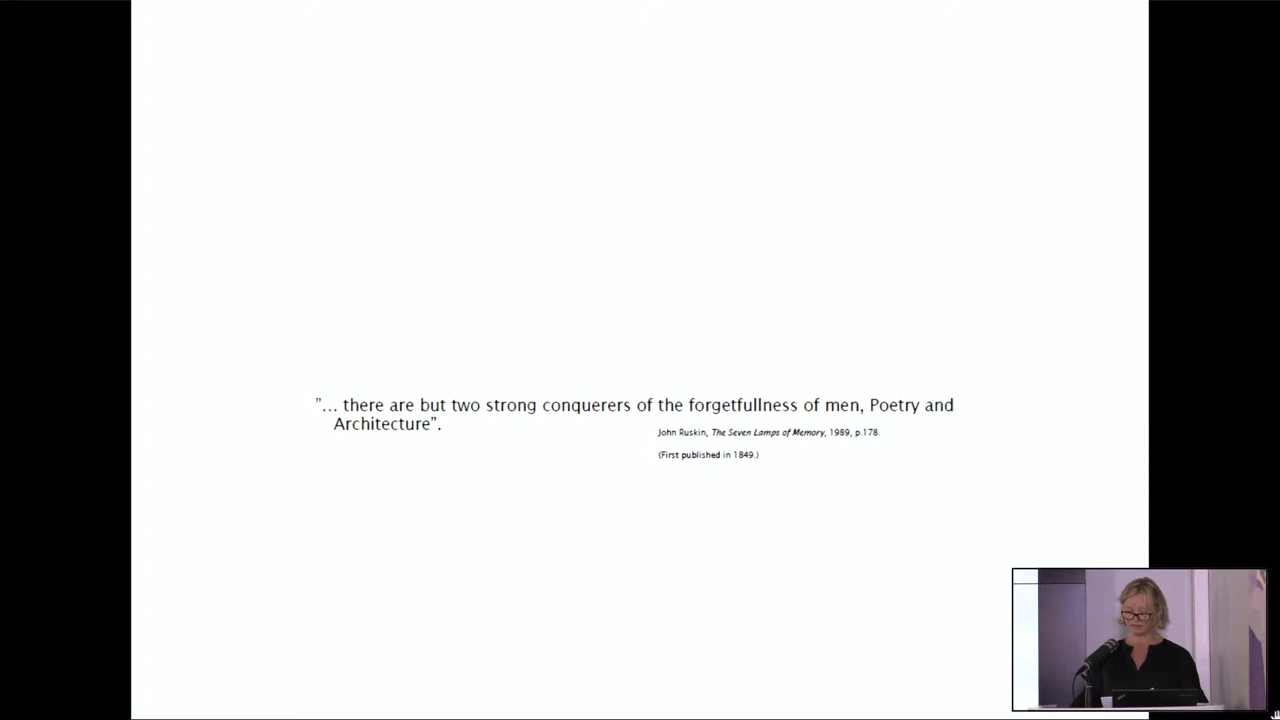 ”... there are but two strong conquerers of the forgetfullness of men, Poetry and
Architecture”.
John Ruskin, The Seven Lamps of Memory, 1989, p.178.
(First published in 1849.)